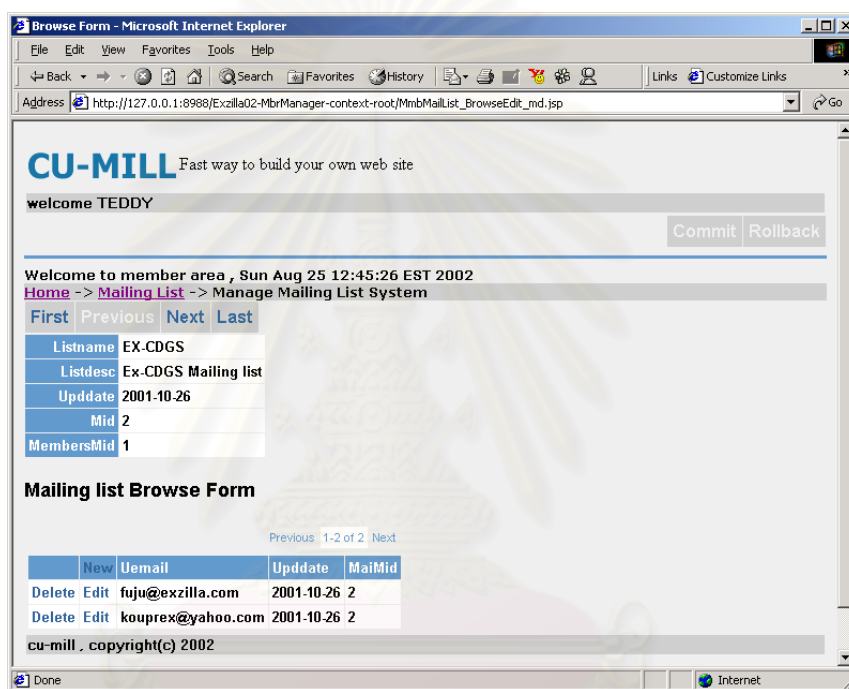 Browse Form - Microsoft Internet Explorer
File Edit View Favorites Tools Help
Back Search Favorites History Links Customize Links »
Address http://127.0.0.1:8988/Exzilla02-MbrManager-context-root/MmbMailList_BrowseEdit_md.jsp Go
CU-MILL Fast way to build your own web site
welcome TEDDY
Commit Rollback
Welcome to member area , Sun Aug 25 12:45:26 EST 2002
Home -> Mailing List -> Manage Mailing List System
First Previous Next Last
Listname EX-CDGS
Listdesc Ex-CDGS Mailing list
Upddate 2001-10-26
Mid 2
MembersMid 1
Mailing list Browse Form
Previous 1-2 of 2 Next
New Uemail Upddate MaiMid
Delete Edit fuju@exzilla.com 2001-10-26 2
Delete Edit kouprex@yahoo.com 2001-10-26 2
cu-mill , copyright(c) 2002
Done Internet